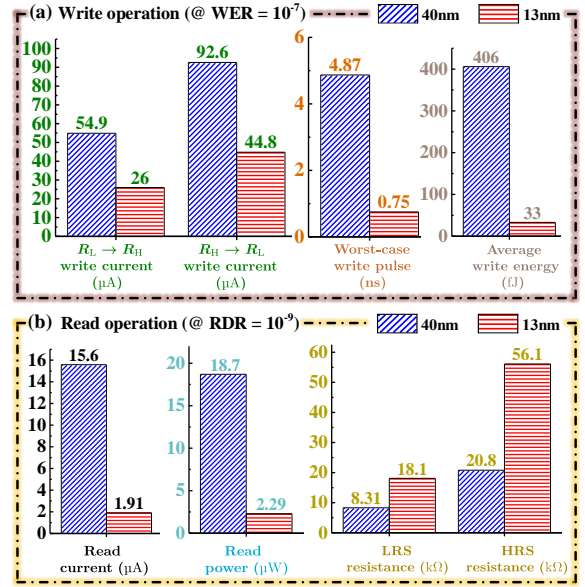 (a) Write operation (@ WER = 10⁻⁷) 40nm 13nm
100
90
80
70
60
50
40
30
20
10
0
54.9
26
92.6
44.8
R_L → R_H
write current
(µA)
R_H → R_L
write current
(µA)
6
4
2
0
4.87
0.75
Worst-case
write pulse
(ns)
400
300
200
100
0
406
33
Average
write energy
(fJ)
(b) Read operation (@ RDR = 10⁻⁹) 40nm 13nm
16
14
12
10
8
6
4
2
0
15.6
1.91
Read
current (µA)
20
15
10
5
0
18.7
2.29
Read
power (µW)
60
50
40
30
20
10
0
8.31
18.1
20.8
56.1
LRS
resistance (kΩ)
HRS
resistance (kΩ)